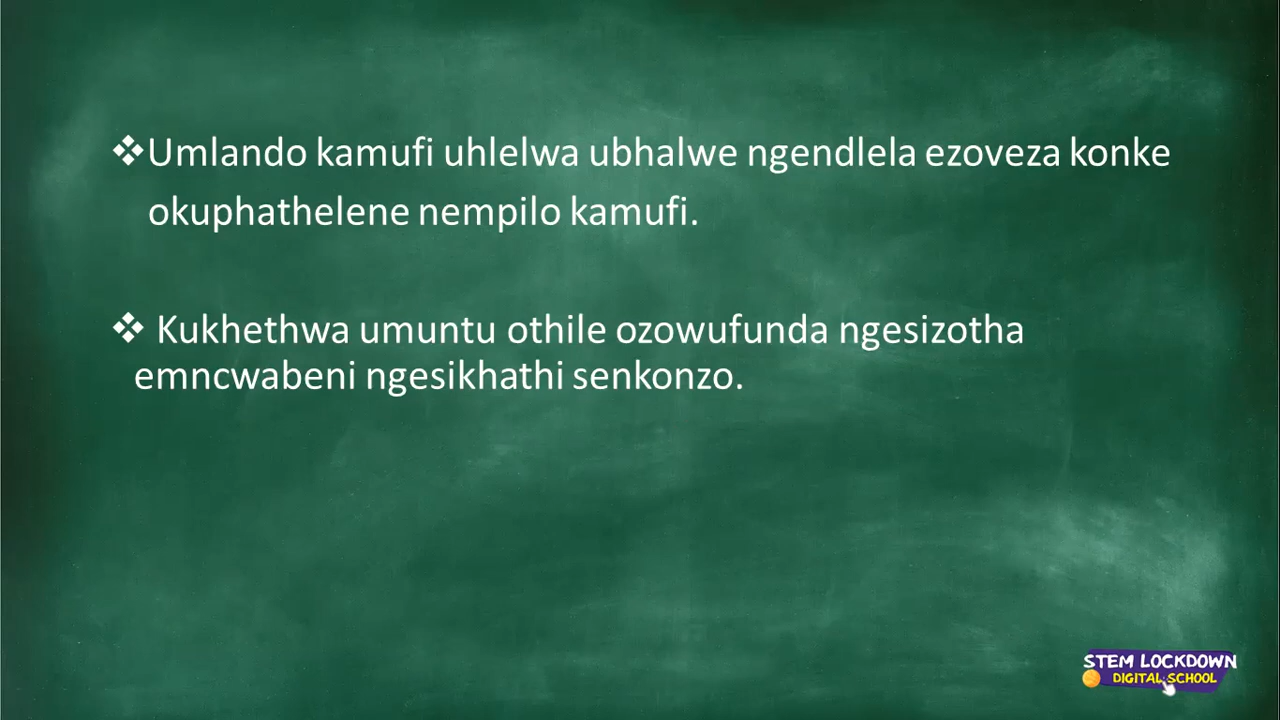 ❖Umlando kamufi uhlelwa ubhalwe ngendlela ezoveza konke
okuphathelene nempilo kamufi.
❖ Kukhethwa umuntu othile ozowufunda ngesizotha
emncwabeni ngesikhathi senkonzo.
STEM LOCKDOWN
DIGITAL SCHOOL